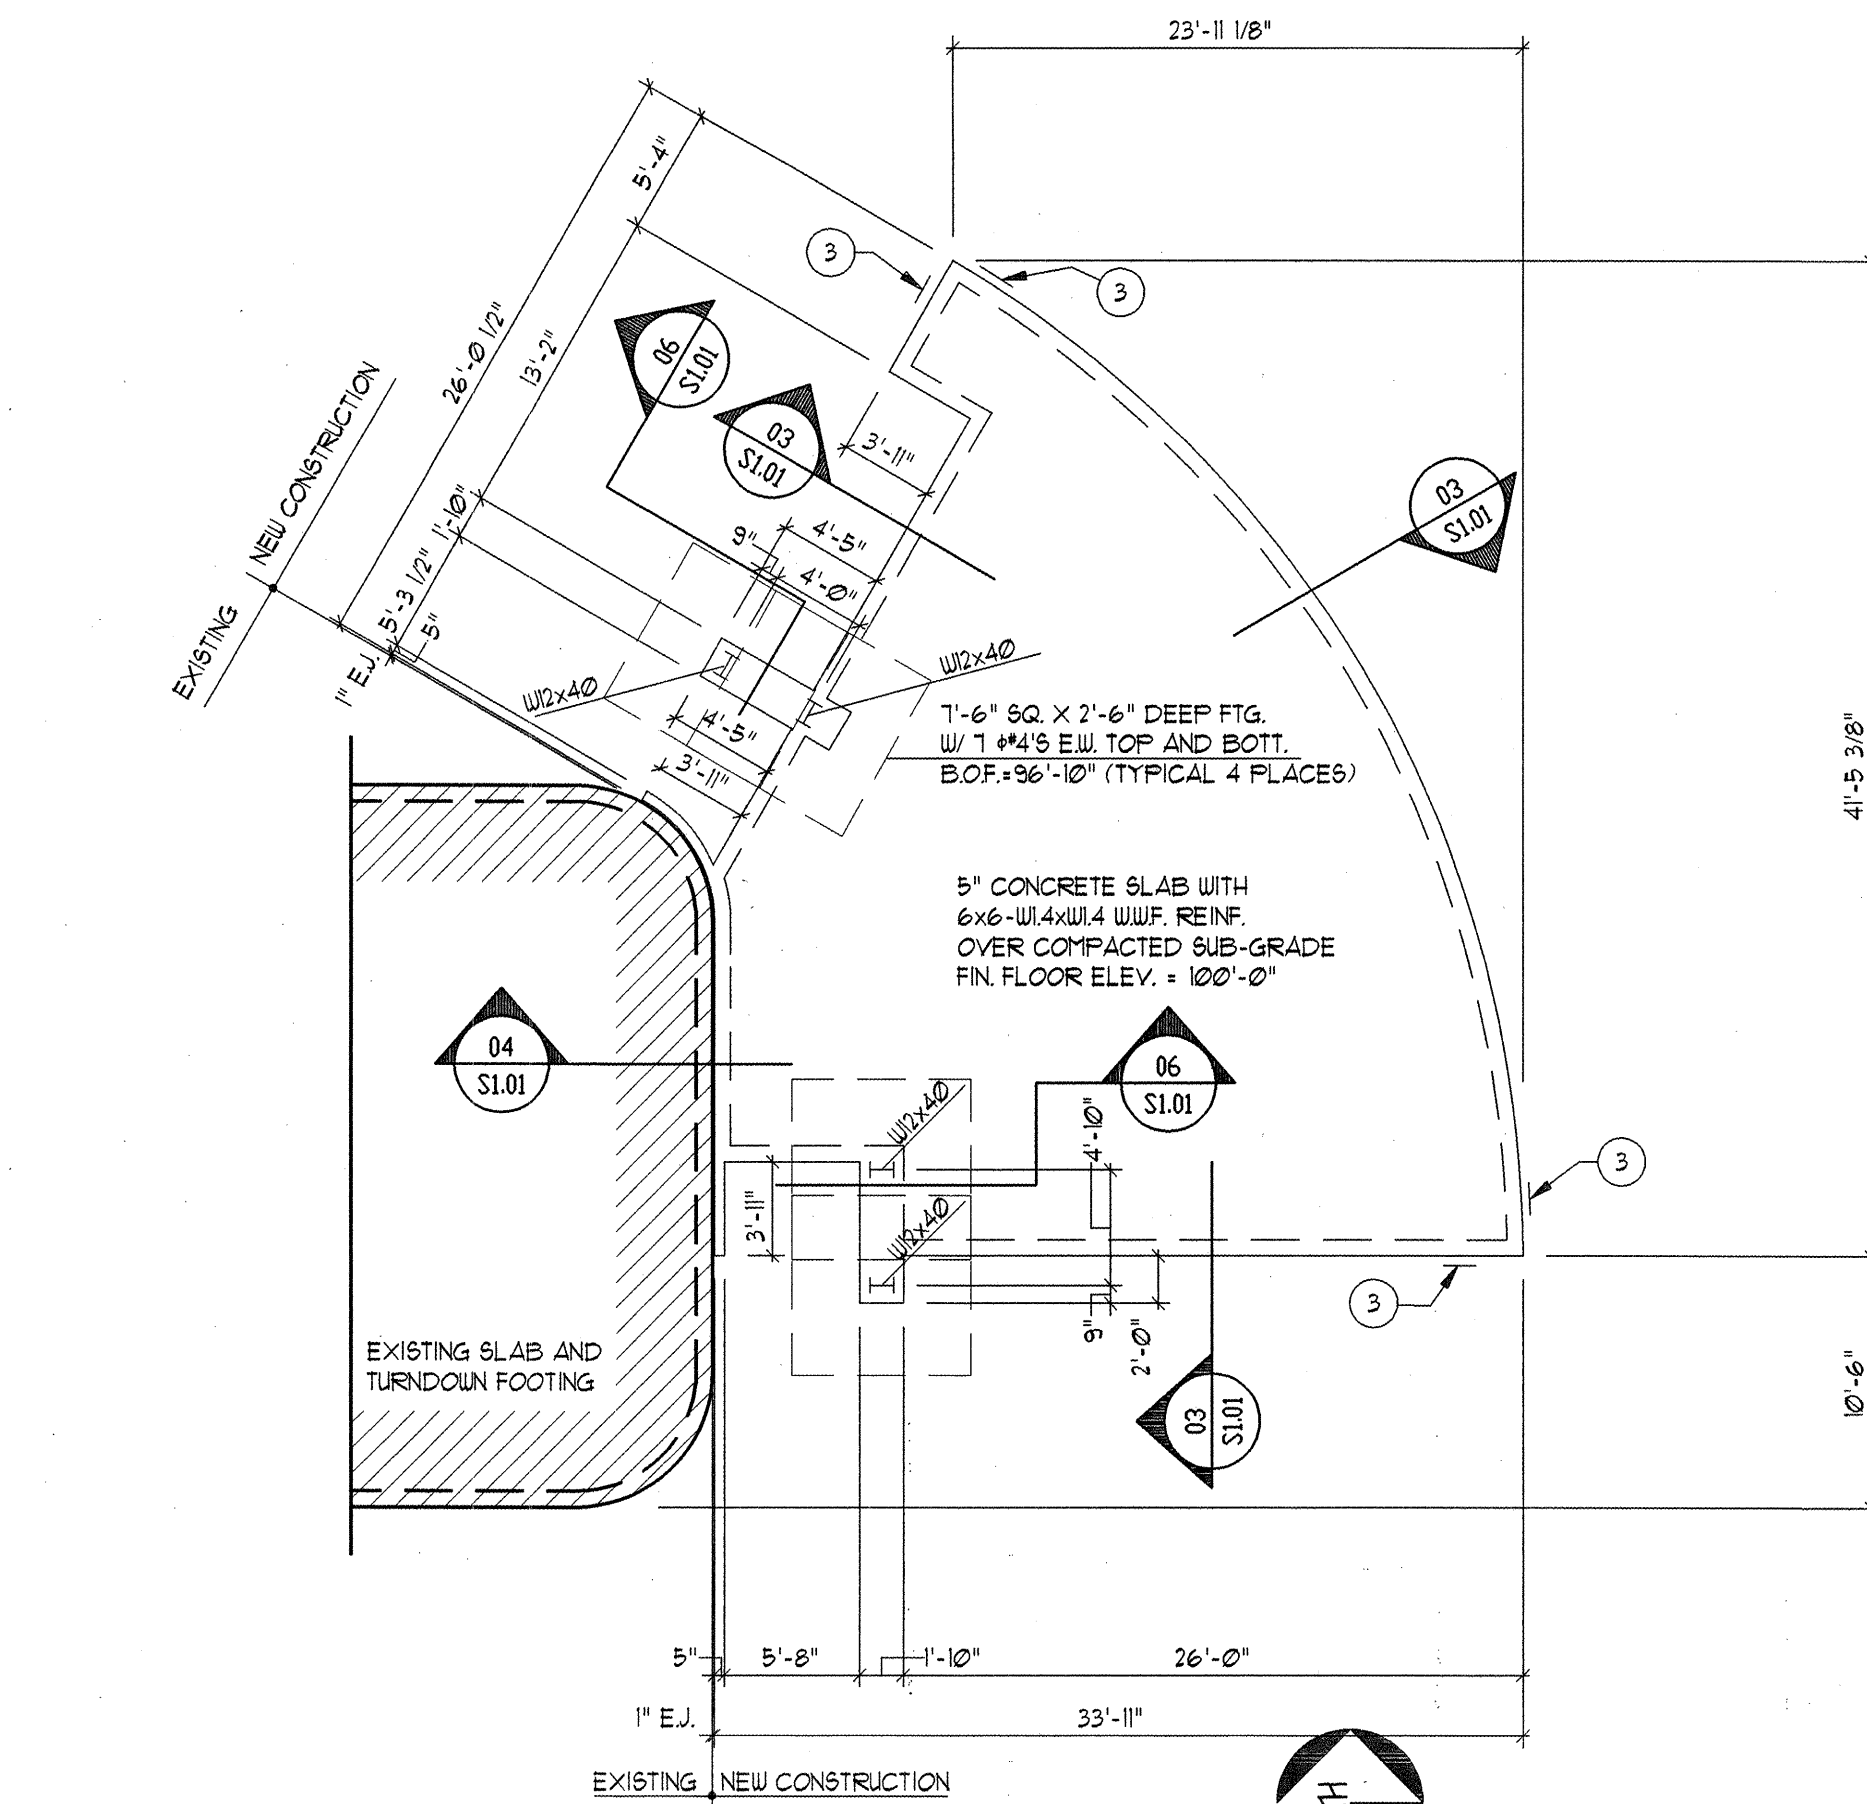 23'-11 1/8"
5'-4"
3
3
26'-0 1/2"
13'-2"
06
S1.01
03
S1.01
3'-11"
03
S1.01
NEW CONSTRUCTION
EXISTING
1'-10"
5'-3 1/2"
5"
1" E.J.
9"
4'-5"
4'-0"
W12x40
W12x40
4'-5"
3'-11"
7'-6" SQ. X 2'-6" DEEP FTG.
W/ 7 #4'S E.W. TOP AND BOTT.
B.O.F.=96'-10" (TYPICAL 4 PLACES)
41'-5 3/8"
5" CONCRETE SLAB WITH
6x6-W1.4xW1.4 W.W.F. REINF.
OVER COMPACTED SUB-GRADE
FIN. FLOOR ELEV. = 100'-0"
04
S1.01
06
S1.01
W12x40
4'-10"
3
3'-11"
W12x40
3
9"
2'-0"
EXISTING SLAB AND
TURNDOWN FOOTING
03
S1.01
10'-6"
5"
5'-8"
1'-10"
26'-0"
1" E.J.
33'-11"
EXISTING NEW CONSTRUCTION